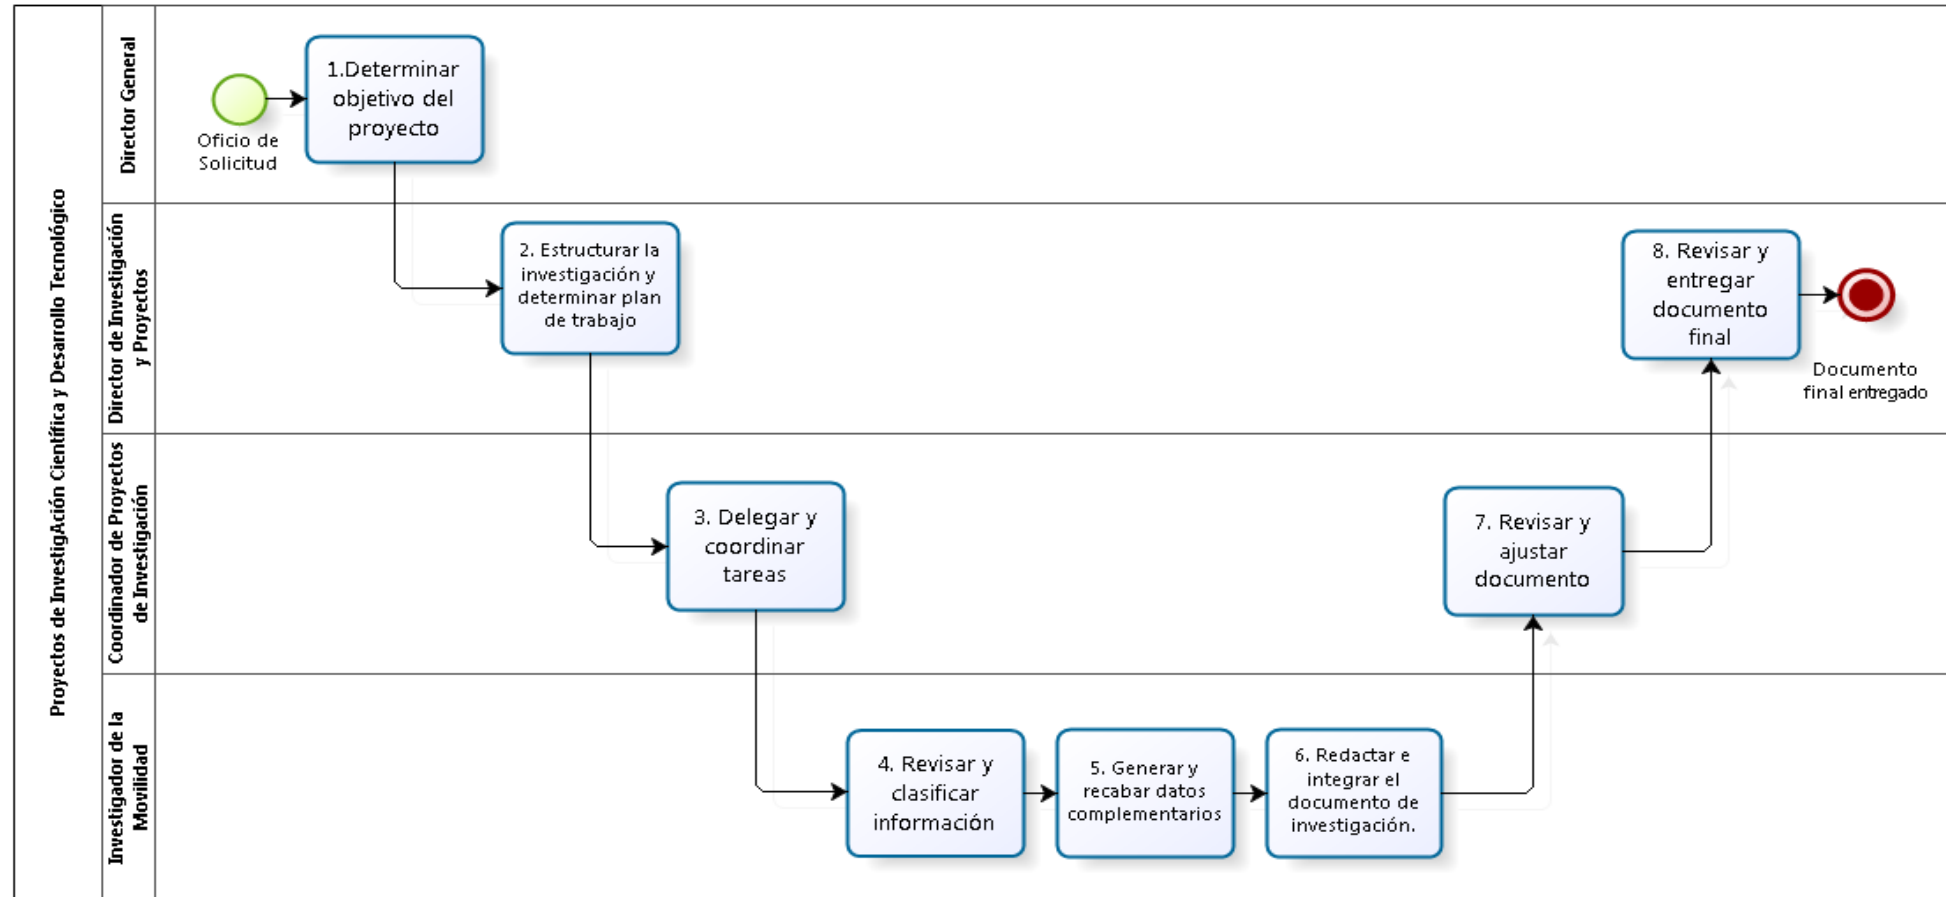 Proyectos de InvestigAción Científica y Desarrollo Tecnológico
Director General
Oficio de
Solicitud
1.Determinar
objetivo del
proyecto
Director de Investigación
y Proyectos
2. Estructurar la
investigación y
determinar plan
de trabajo
8. Revisar y
entregar
documento
final
Documento
final entregado
Coordinador de Proyectos
de Investigación
3. Delegar y
coordinar
tareas
7. Revisar y
ajustar
documento
Investigador de la
Movilidad
4. Revisar y
clasificar
información
5. Generar y
recabar datos
complementarios
6. Redactar e
integrar el
documento de
investigación.